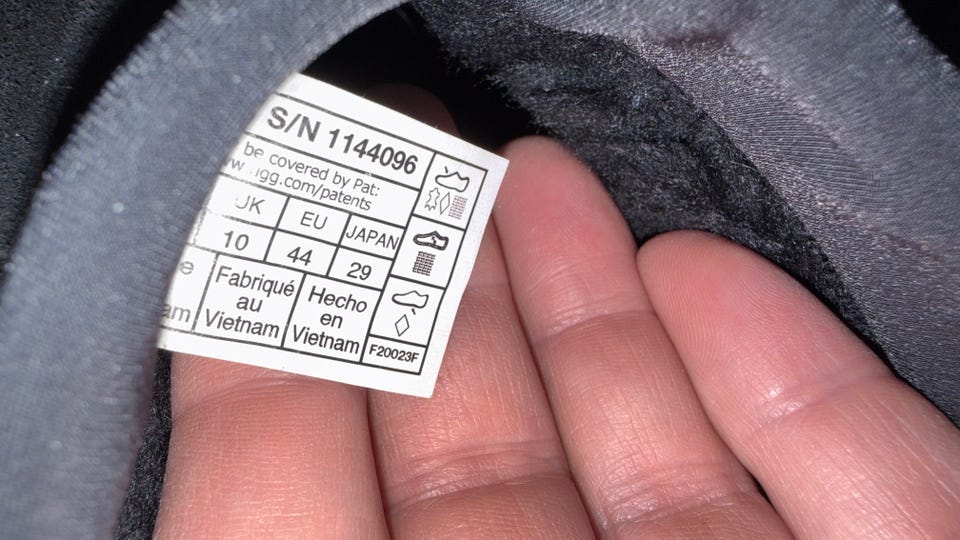 S/N 1144096
be covered by Pat:
gg.com/patents
UK EU JAPAN
10 44 29
Fabriqué
au
Vietnam
Hecho
en
Vietnam
F20023F